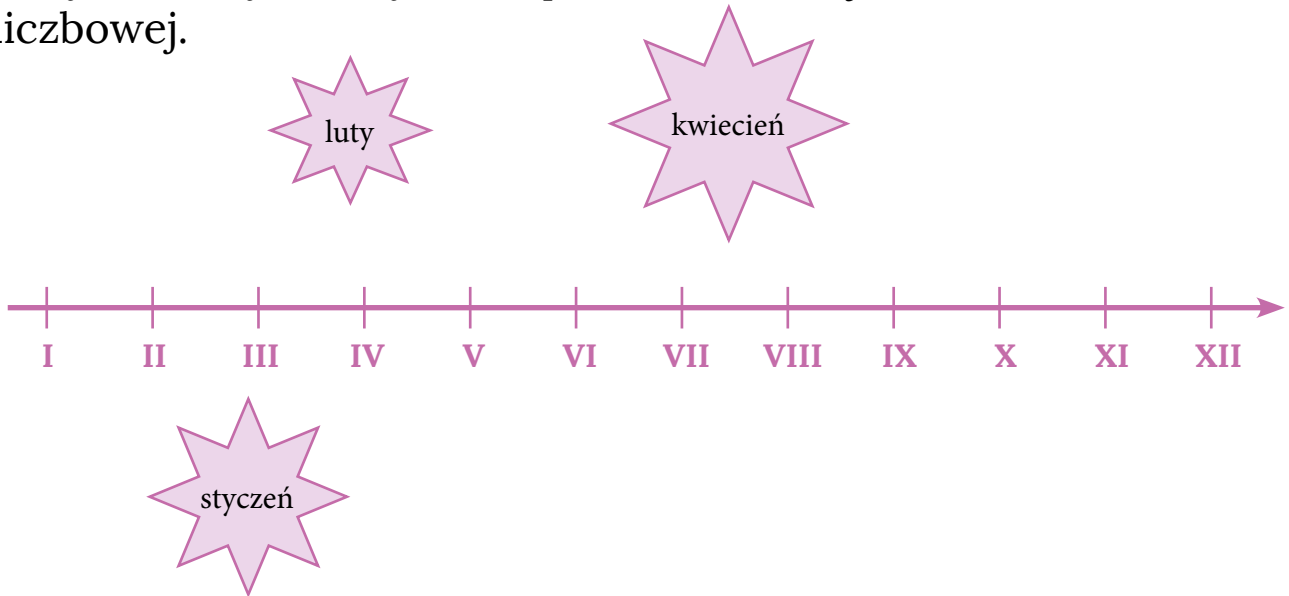 liczbowej.
luty
kwiecień
I II III IV V VI VII VIII IX X XI XII
styczeń